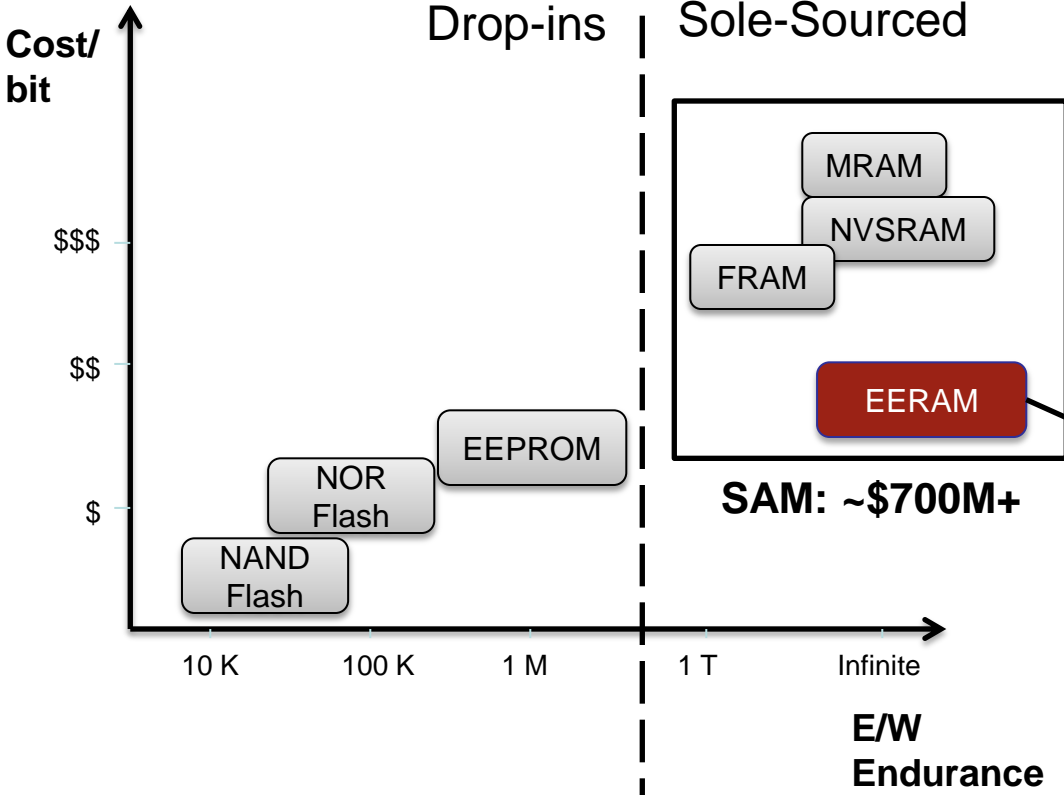 Drop-ins
Sole-Sourced
Cost/
bit
MRAM
NVSRAM
$$$
FRAM
$$
EERAM
EEPROM
NOR
Flash
SAM: ~$700M+
$
NAND
Flash
10 K
100 K
1 M
1 T
Infinite
E/W
Endurance